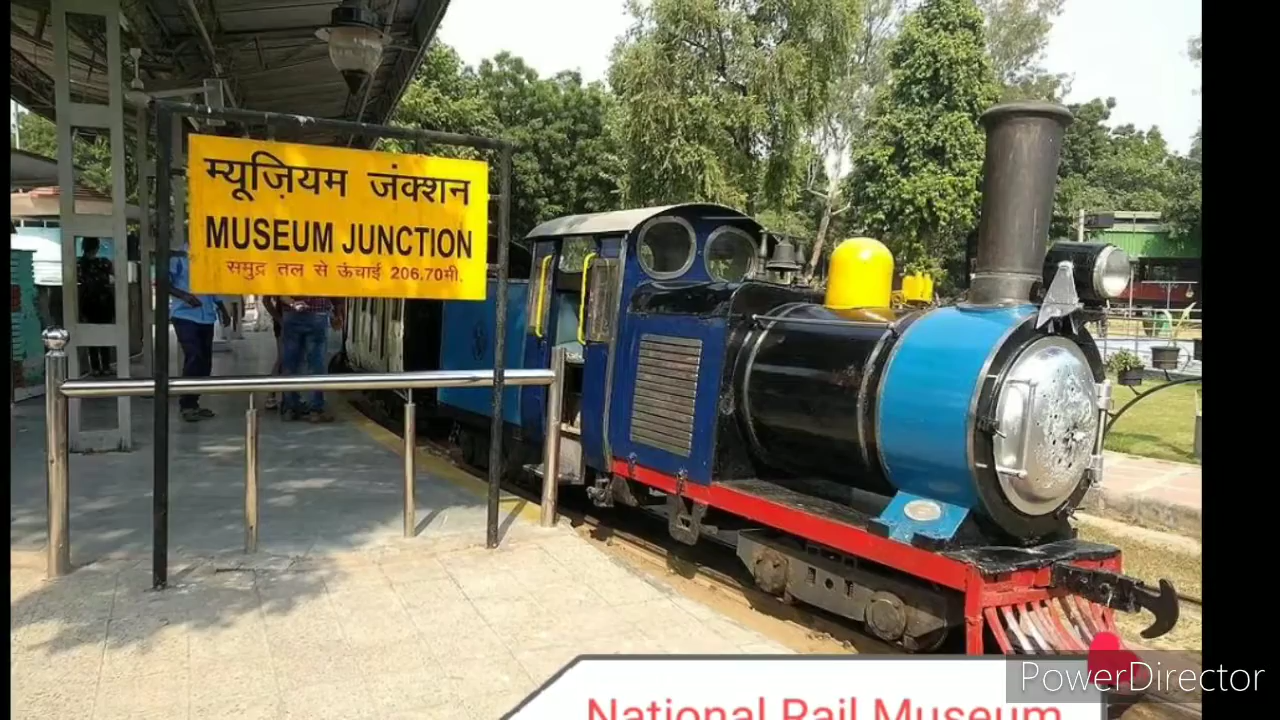 म्यूज़ियम जंक्शन
MUSEUM JUNCTION
समुद्र तल से ऊंचाई 206.70मी.
National Rail Museum
PowerDirector